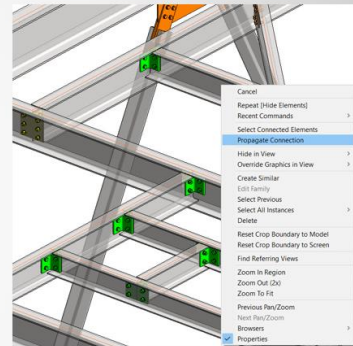 Cancel
Repeat [Hide Elements]
Recent Commands
Select Connected Elements
Propagate Connection
Hide in View
Override Graphics in View
Create Similar
Edit Family
Select Previous
Select All Instances
Delete
Reset Crop Boundary to Model
Reset Crop Boundary to Screen
Find Referring Views
Zoom In Region
Zoom Out (2x)
Zoom To Fit
Previous Pan/Zoom
Next Pan/Zoom
Browsers
Properties